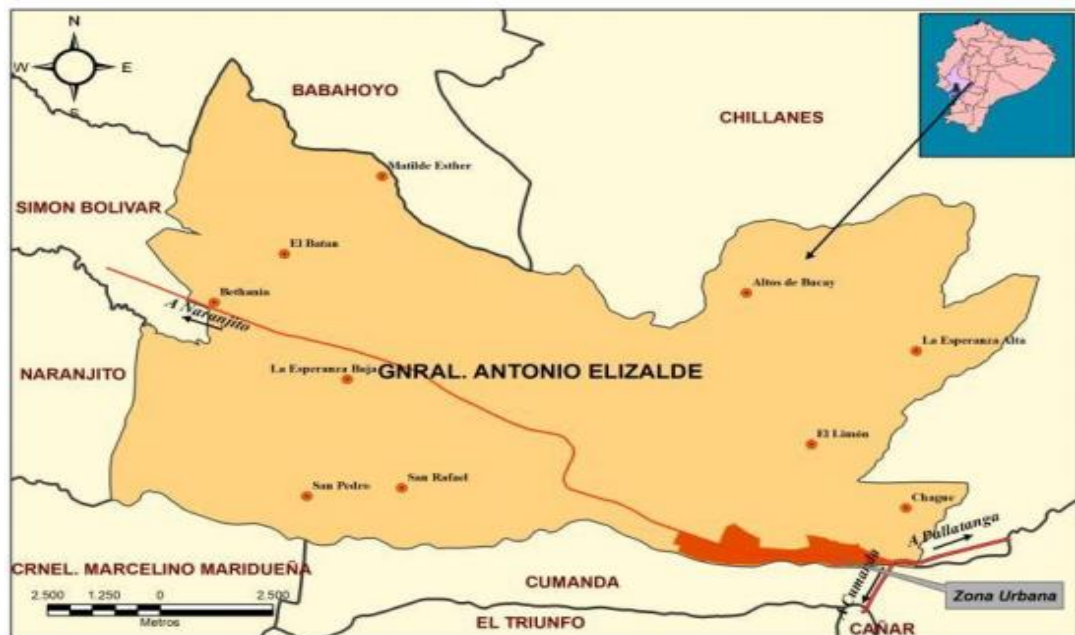 N
W E
S
BABAHOYO
CHILLANES
Matilde Esther
SIMON BOLIVAR
El Batan
Bethania
Altos de Bucay
A Naranjito
La Esperanza Alta
NARANJITO
La Esperanza Baja
GNRAL. ANTONIO ELIZALDE
El Limón
San Pedro
San Rafael
Chague
A Pallatanga
A Cumanda
CRNEL. MARCELINO MARIDUEÑA
CUMANDA
Zona Urbana
2.500 1.250 0 2.500
Metros
EL TRIUNFO
CAÑAR